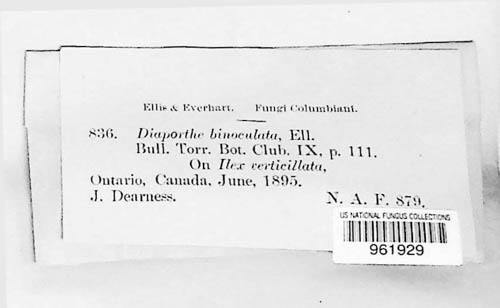 Ellis & Everhart. Fungi Columbiani.
836. Diaporthe binoculata, Ell.
Bull. Torr. Bot. Club. IX, p. 111.
On Ilex verticillata,
Ontario, Canada, June, 1895.
J. Dearness. N. A. F. 879.
US NATIONAL FUNGUS COLLECTIONS
961929